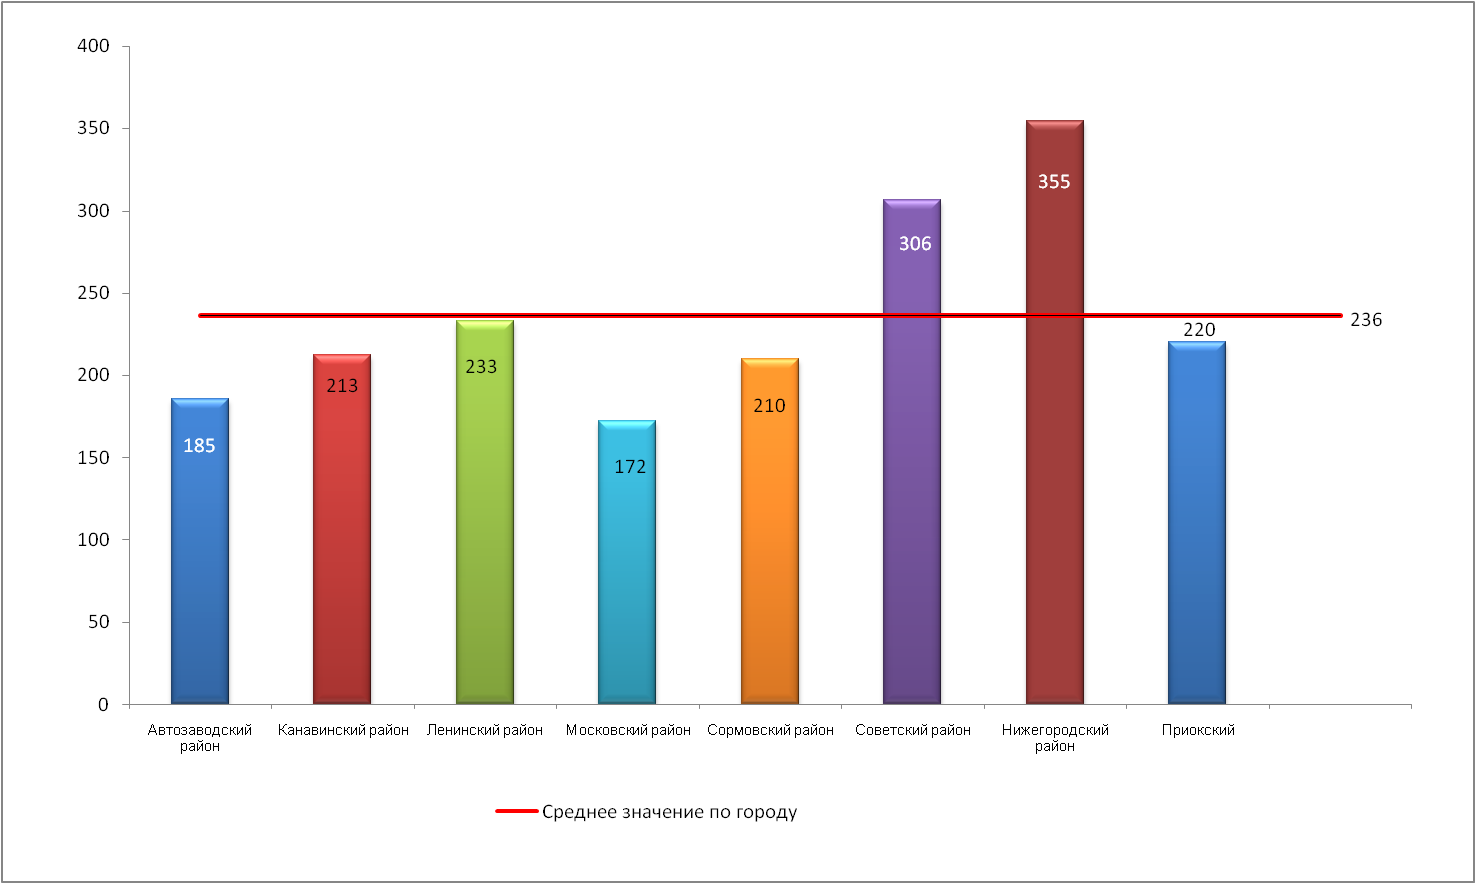 400
350
300
250
200
150
100
50
0
185
213
233
172
210
306
355
220
236
Автозаводский
район
Канавинский район
Ленинский район
Московский район
Сормовский район
Советский район
Нижегородский
район
Приокский
Среднее значение по городу